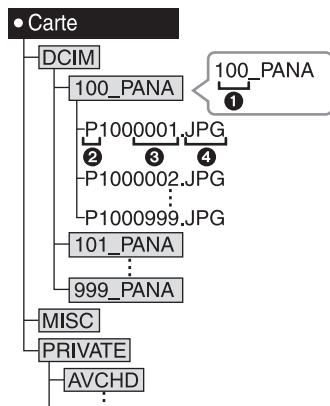 • Carte
DCIM
100_PANA
100_PANA
❶
P1000001.JPG
❷ ❸ ❹
P1000002.JPG
P1000999.JPG
101_PANA
999_PANA
MISC
PRIVATE
AVCHD